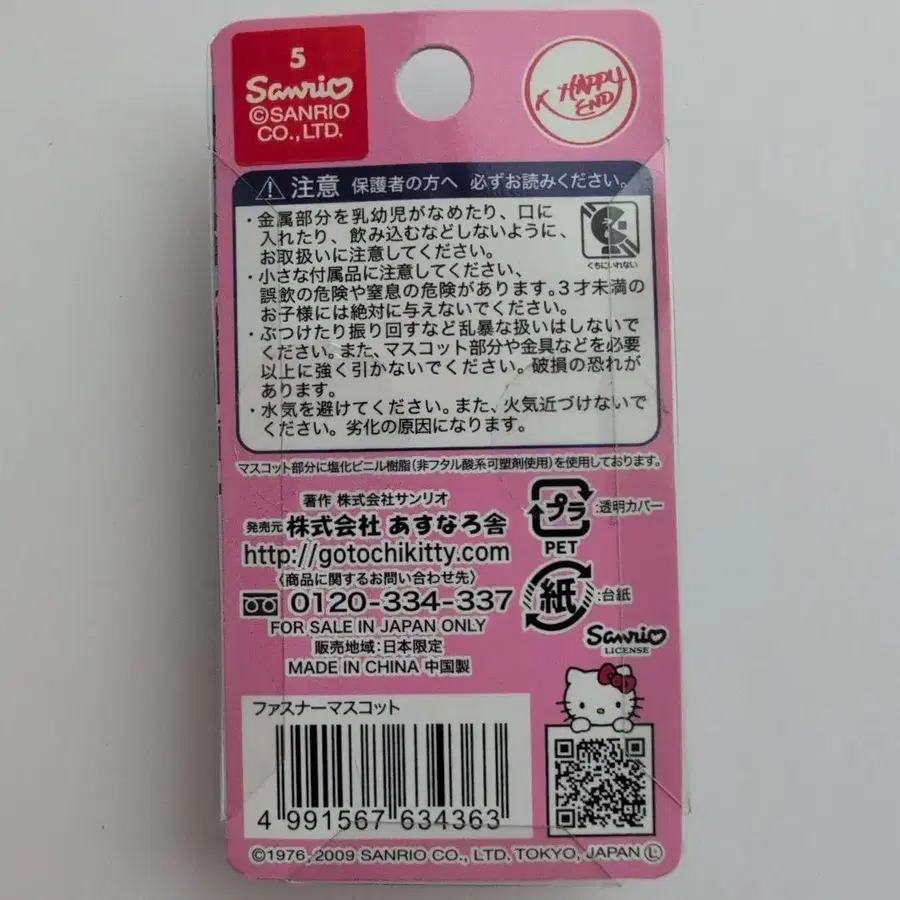 5
Sanrio
©SANRIO
CO., LTD.
HAPPY
END
注意 保護者の方へ 必ずお読みください。
・金属部分を乳幼児がなめたり、口に
入れたり、飲み込むなどしないように、
お取扱いに注意してください。
くちにいれない
・小さな付属品に注意してください、
誤飲の危険や窒息の危険があります。3才未満の
お子様には絶対に与えないでください。
・ぶつけたり振り回すなど乱暴な扱いはしないで
ください。また、マスコット部分や金具などを必要
以上に強く引かないでください。破損の恐れが
あります。
・水気を避けてください。また、火気近づけないで
ください。劣化の原因になります。
マスコット部分に塩化ビニル樹脂(非フタル酸系可塑剤使用)を使用しております。
著作 株式会社サンリオ
発売元 株式会社 あすなろ舎
http://gotochikitty.com
〈商品に関するお問い合わせ先〉
0120-334-337
FOR SALE IN JAPAN ONLY
販売地域:日本限定
MADE IN CHINA 中国製
プラ :透明カバー
PET
紙 :台紙
Sanrio
LICENSE
ファスナーマスコット
4 991567 634363
©1976, 2009 SANRIO CO., LTD. TOKYO, JAPAN Ⓛ